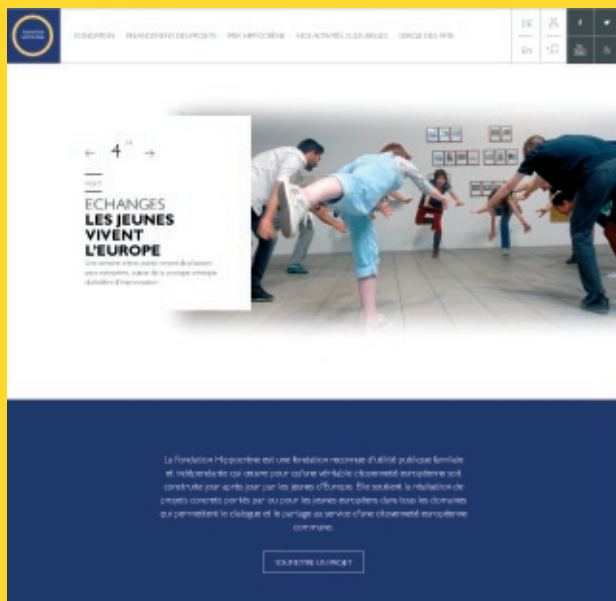 FONDATION
HIPPOCRÈNE
FONDATION FINANCEMENT DES PROJETS PRIX HIPPOCRÈNE NOS ACTIVITÉS CULTURELLES
DE
EN
f
← 4 →
ECHANGES
LES JEUNES
VIVENT
L'EUROPE
La Fondation Hippocrène est une fondation reconnue d'utilité publique familiale
et indépendante qui œuvre pour qu'une véritable citoyenneté européenne soit
construite jour après jour par les jeunes d'Europe. Elle soutient la réalisation de
projets concrets portés par ou pour les jeunes européens dans tous les domaines
qui permettent le dialogue et le partage au service d'une citoyenneté européenne
commune.
SOUMETTRE UN PROJET